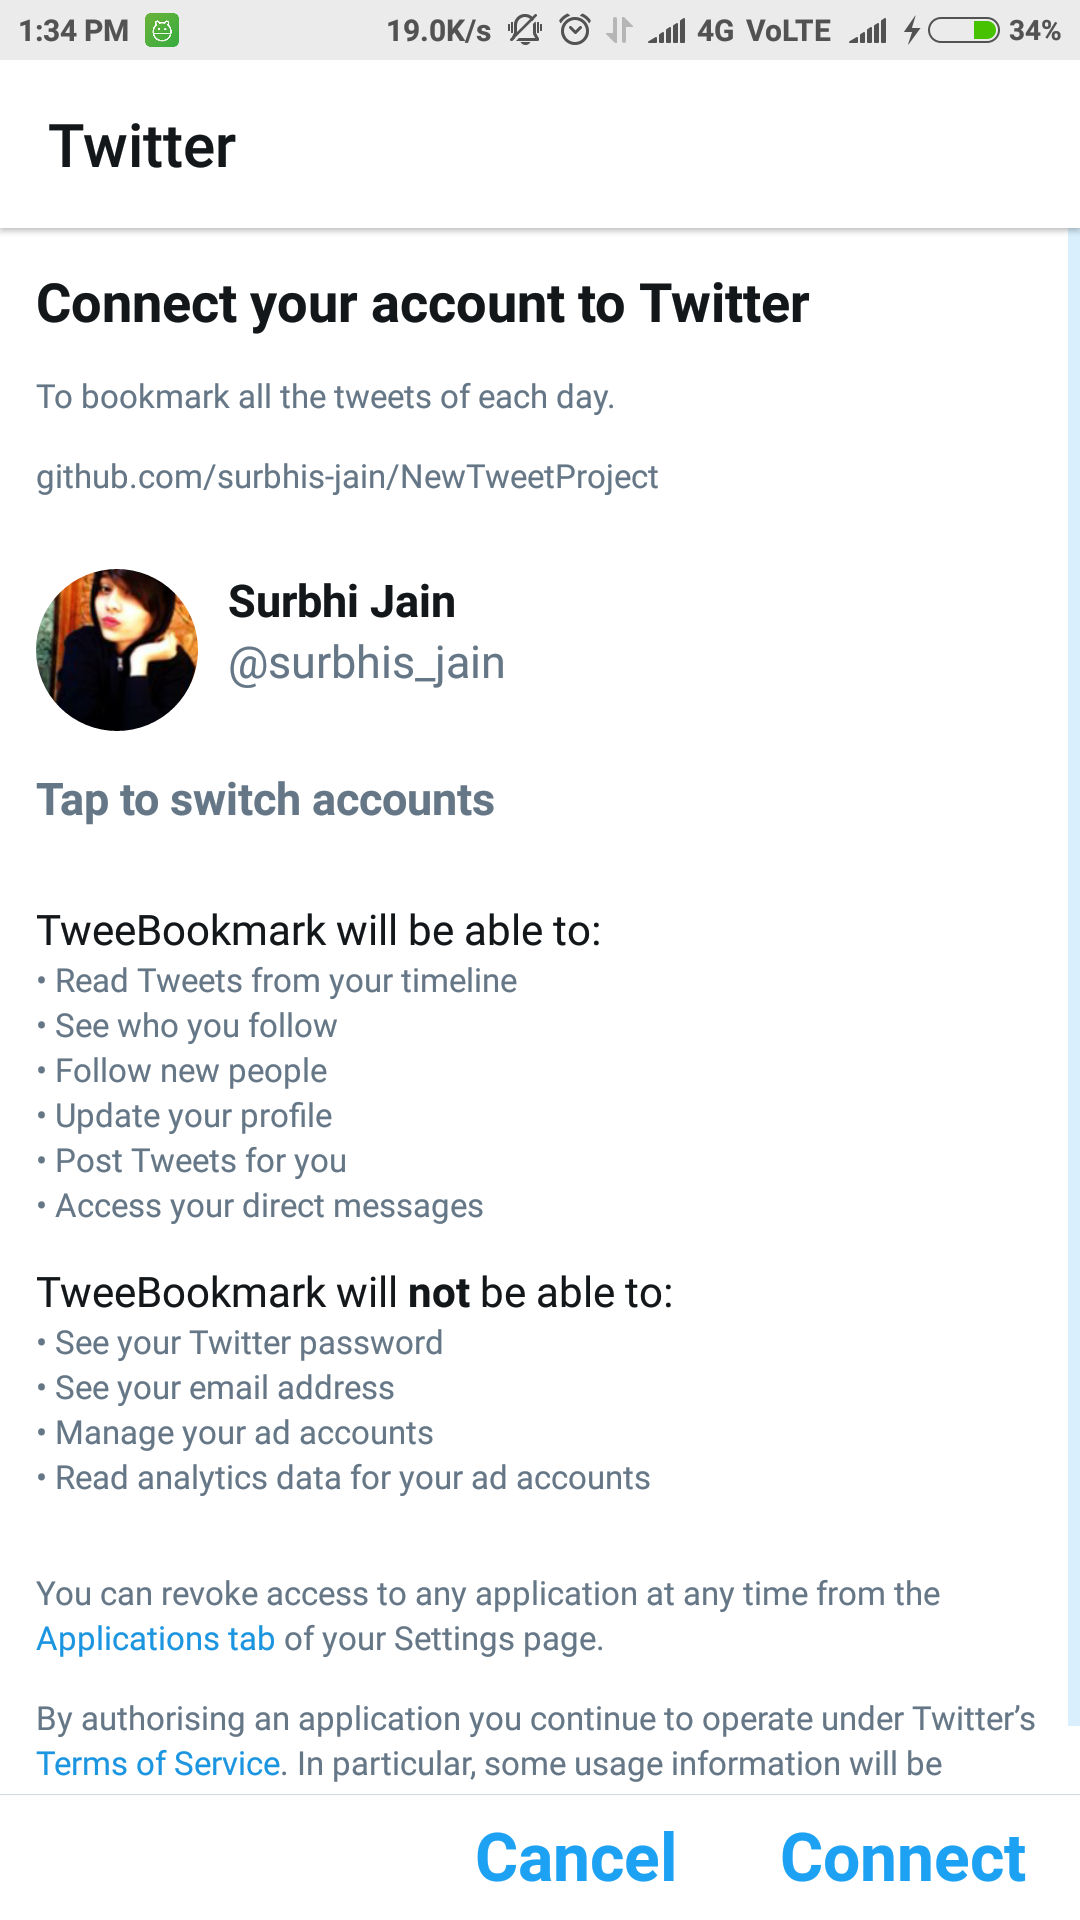 1:34 PM 19.0K/s 4G VoLTE 34%
Twitter
Connect your account to Twitter
To bookmark all the tweets of each day.
github.com/surbhis-jain/NewTweetProject
Surbhi Jain
@surbhis_jain
Tap to switch accounts
TweeBookmark will be able to:
• Read Tweets from your timeline
• See who you follow
• Follow new people
• Update your profile
• Post Tweets for you
• Access your direct messages
TweeBookmark will not be able to:
• See your Twitter password
• See your email address
• Manage your ad accounts
• Read analytics data for your ad accounts
You can revoke access to any application at any time from the
Applications tab of your Settings page.
By authorising an application you continue to operate under Twitter’s
Terms of Service. In particular, some usage information will be
Cancel Connect